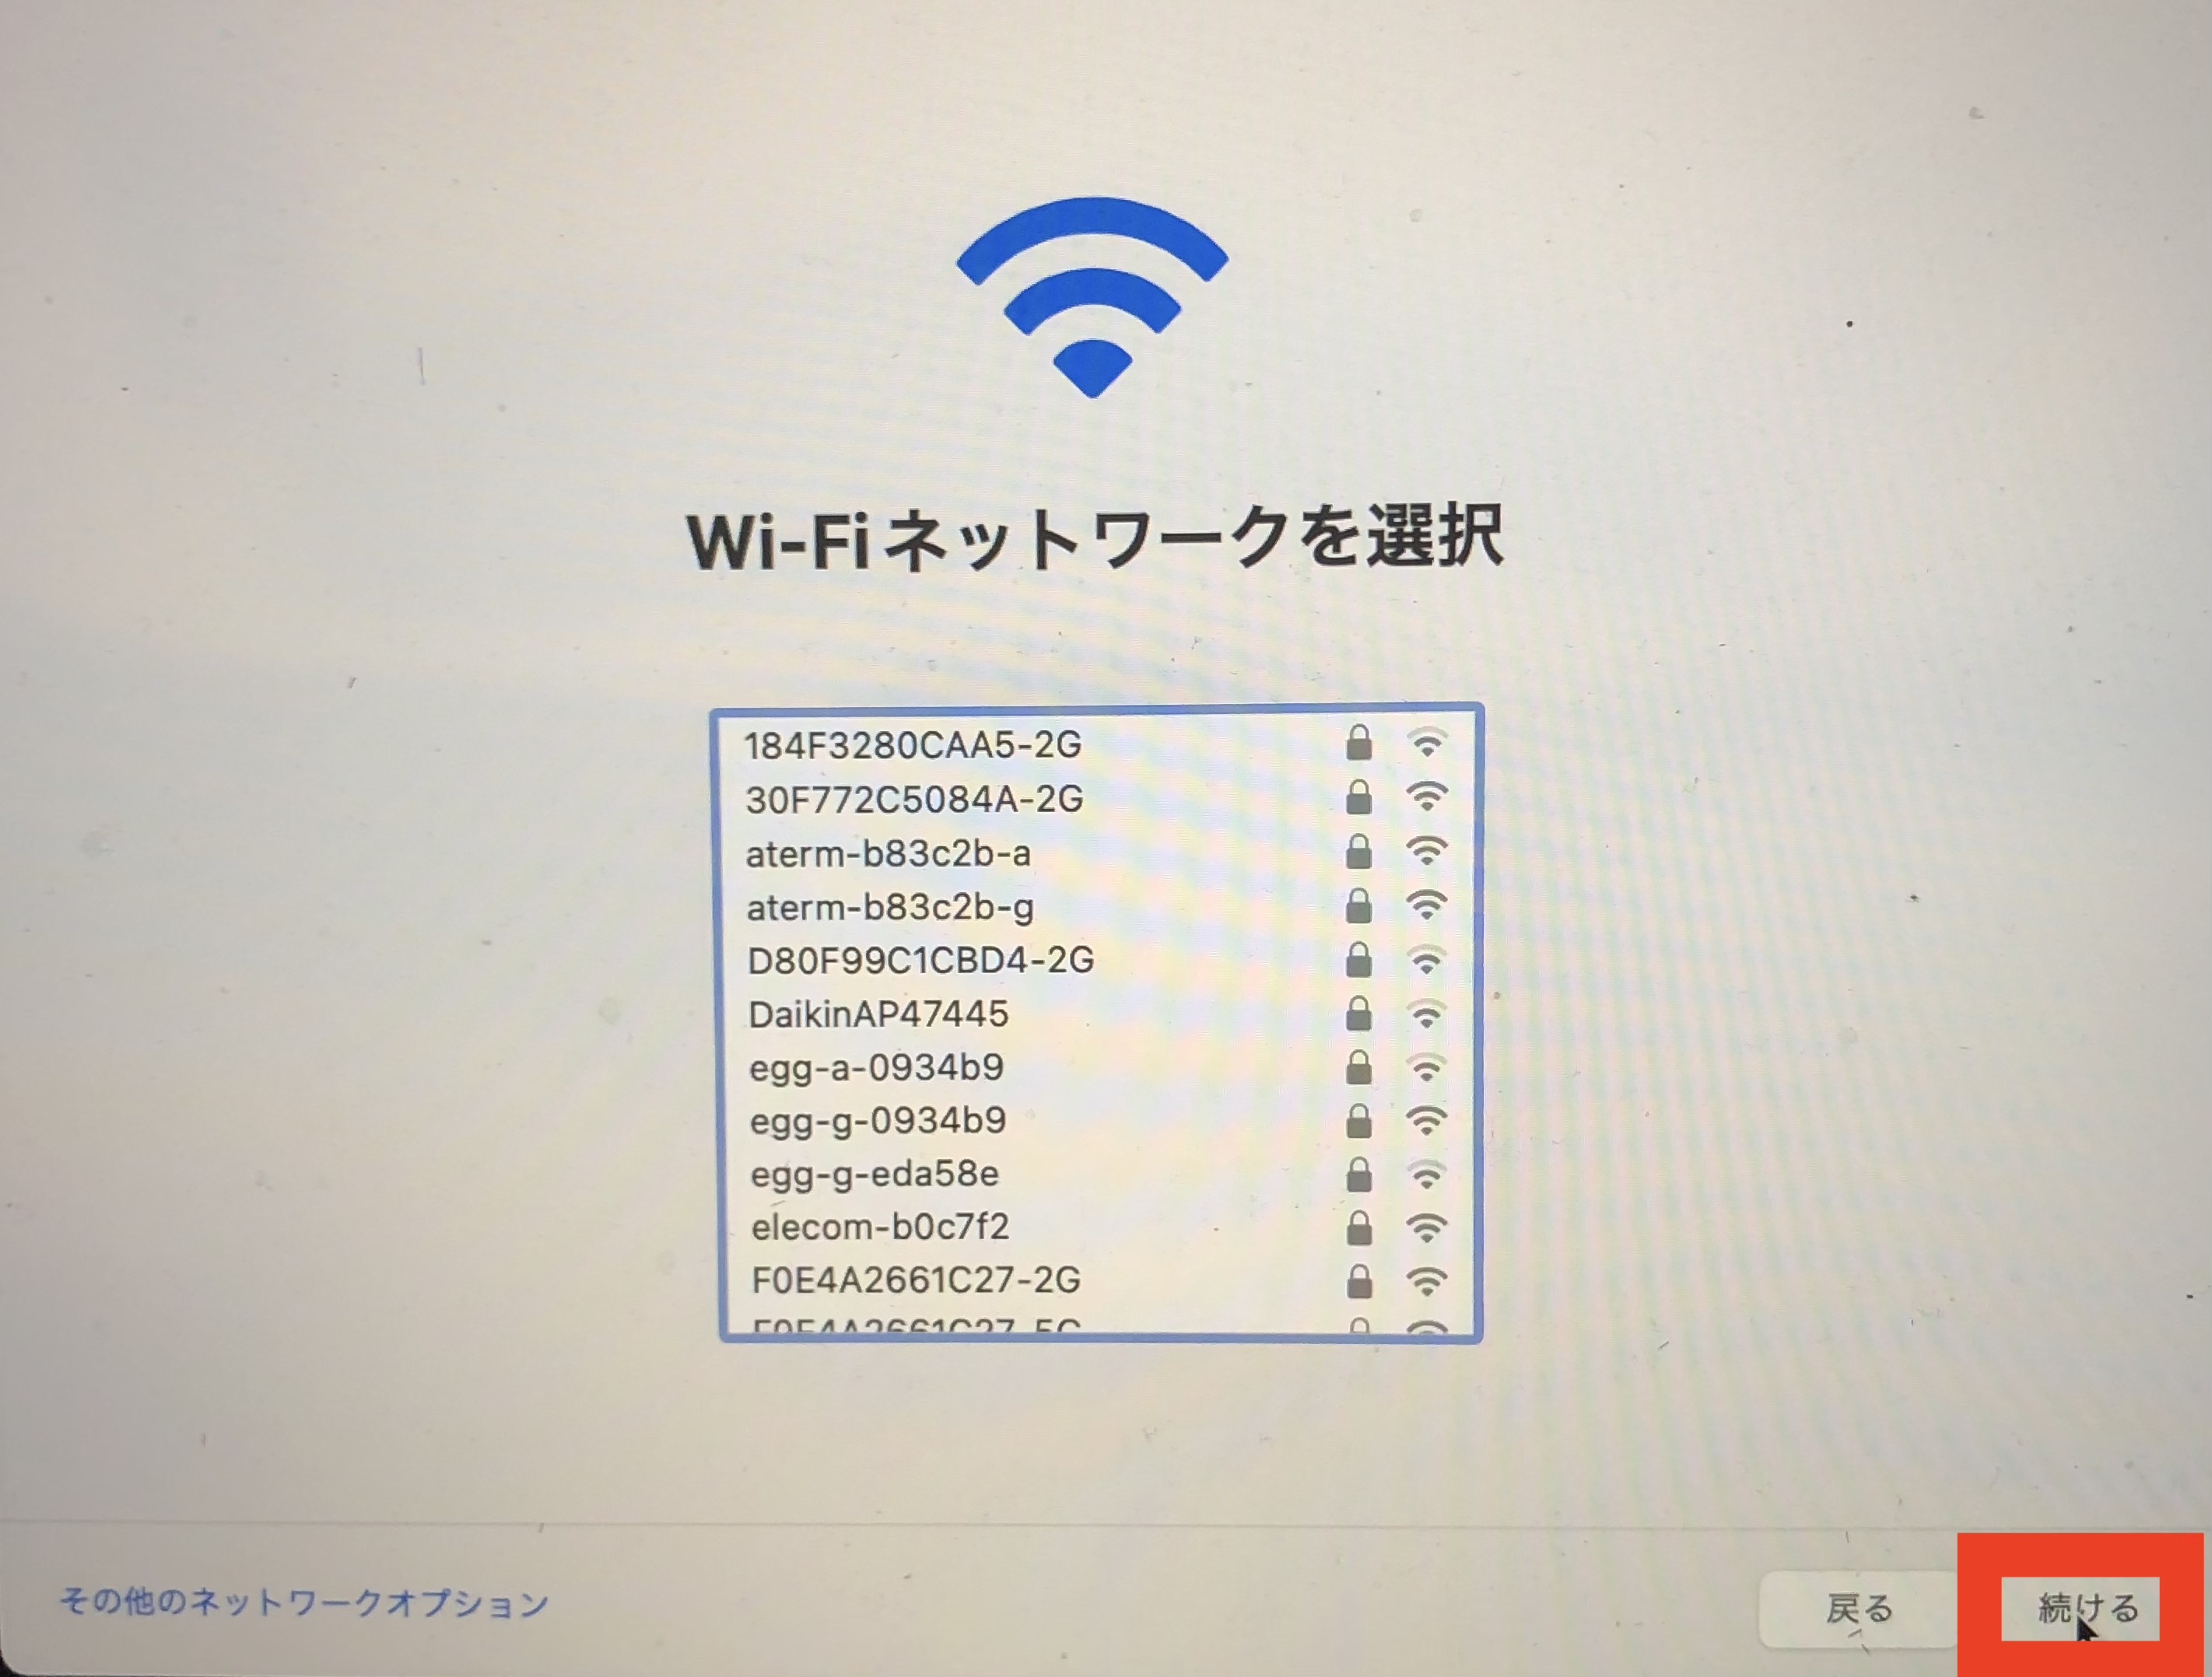 Wi-Fiネットワークを選択
184F3280CAA5-2G
30F772C5084A-2G
aterm-b83c2b-a
aterm-b83c2b-g
D80F99C1CBD4-2G
DaikinAP47445
egg-a-0934b9
egg-g-0934b9
egg-g-eda58e
elecom-b0c7f2
F0E4A2661C27-2G
F0E4A2661C27-5G
その他のネットワークオプション
戻る
続ける